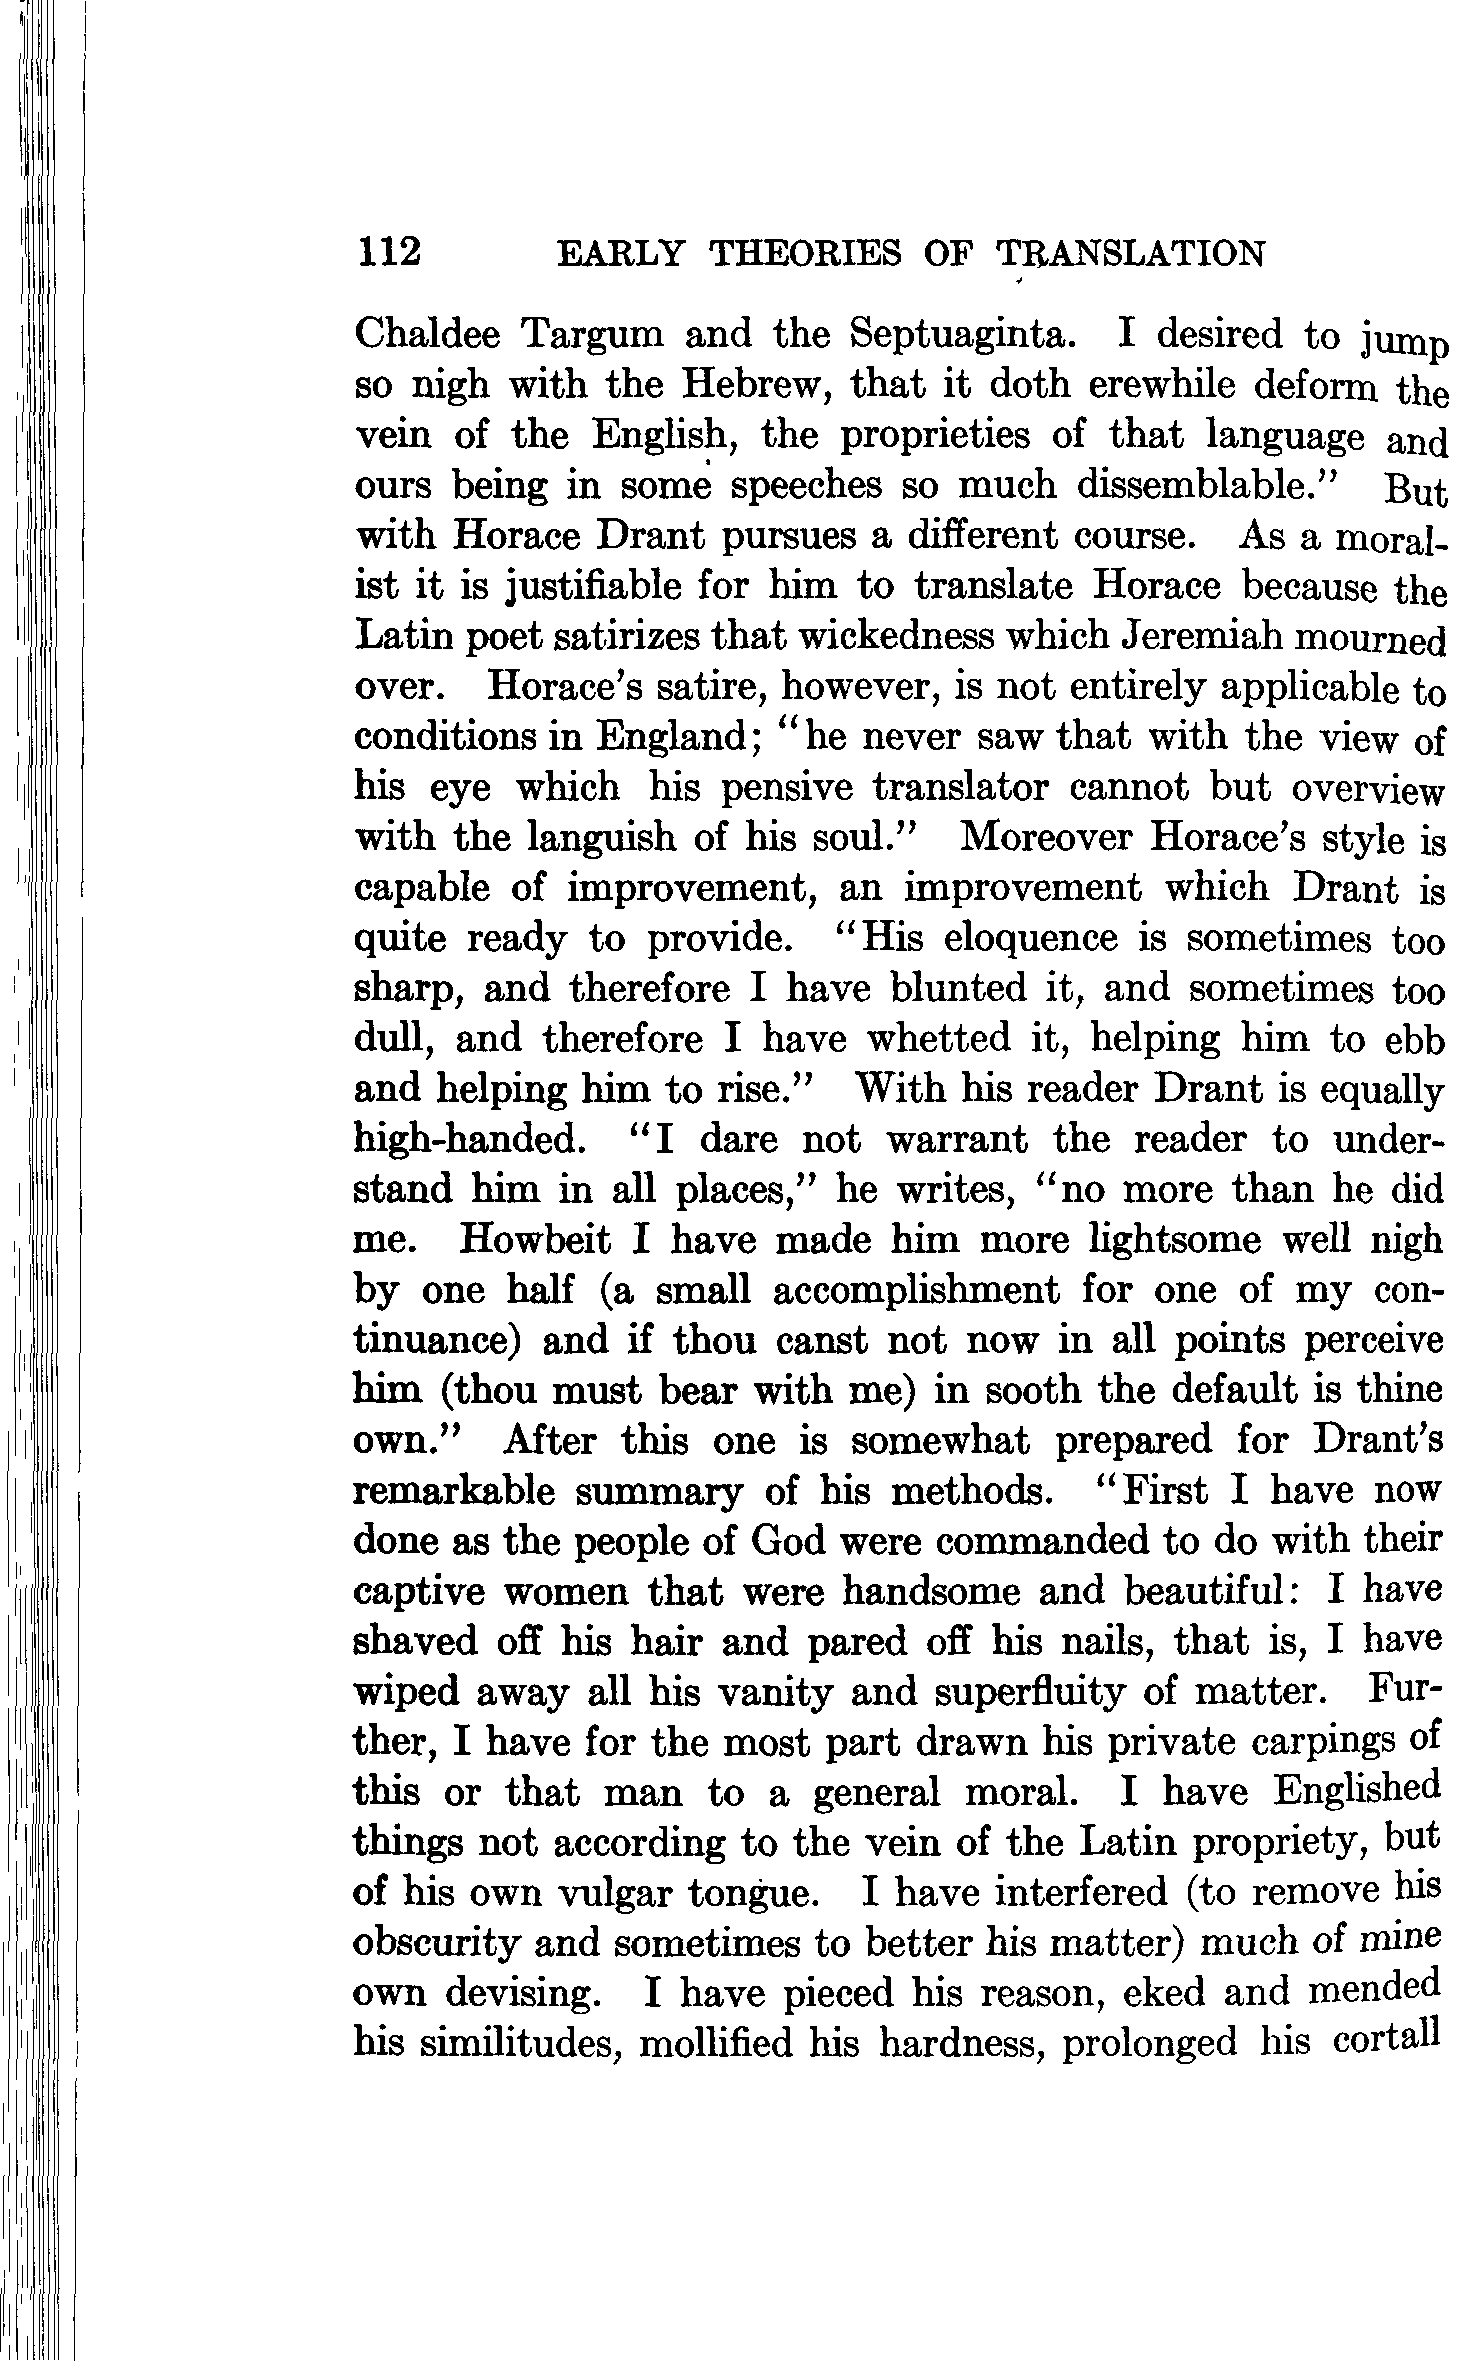 112 EARLY THEORIES OF TRANSLATION
Chaldee Targum and the Septuaginta. I desired to jump
so nigh with the Hebrew, that it doth erewhile deform the
vein of the English, the proprieties of that language and
ours being in some speeches so much dissemblable." But
with Horace Drant pursues a different course. As a moral-
ist it is justifiable for him to translate Horace because the
Latin poet satirizes that wickedness which Jeremiah mourned
over. Horace's satire, however, is not entirely applicable to
conditions in England; "he never saw that with the view of
his eye which his pensive translator cannot but overview
with the languish of his soul." Moreover Horace's style is
capable of improvement, an improvement which Drant is
quite ready to provide. "His eloquence is sometimes too
sharp, and therefore I have blunted it, and sometimes too
dull, and therefore I have whetted it, helping him to ebb
and helping him to rise." With his reader Drant is equally
high-handed. "I dare not warrant the reader to under-
stand him in all places," he writes, "no more than he did
me. Howbeit I have made him more lightsome well nigh
by one half (a small accomplishment for one of my con-
tinuance) and if thou canst not now in all points perceive
him (thou must bear with me) in sooth the default is thine
own." After this one is somewhat prepared for Drant's
remarkable summary of his methods. "First I have now
done as the people of God were commanded to do with their
captive women that were handsome and beautiful: I have
shaved off his hair and pared off his nails, that is, I have
wiped away all his vanity and superfluity of matter. Fur-
ther, I have for the most part drawn his private carpings of
this or that man to a general moral. I have Englished
things not according to the vein of the Latin propriety, but
of his own vulgar tongue. I have interfered (to remove his
obscurity and sometimes to better his matter) much of mine
own devising. I have pieced his reason, eked and mended
his similitudes, mollified his hardness, prolonged his cortall